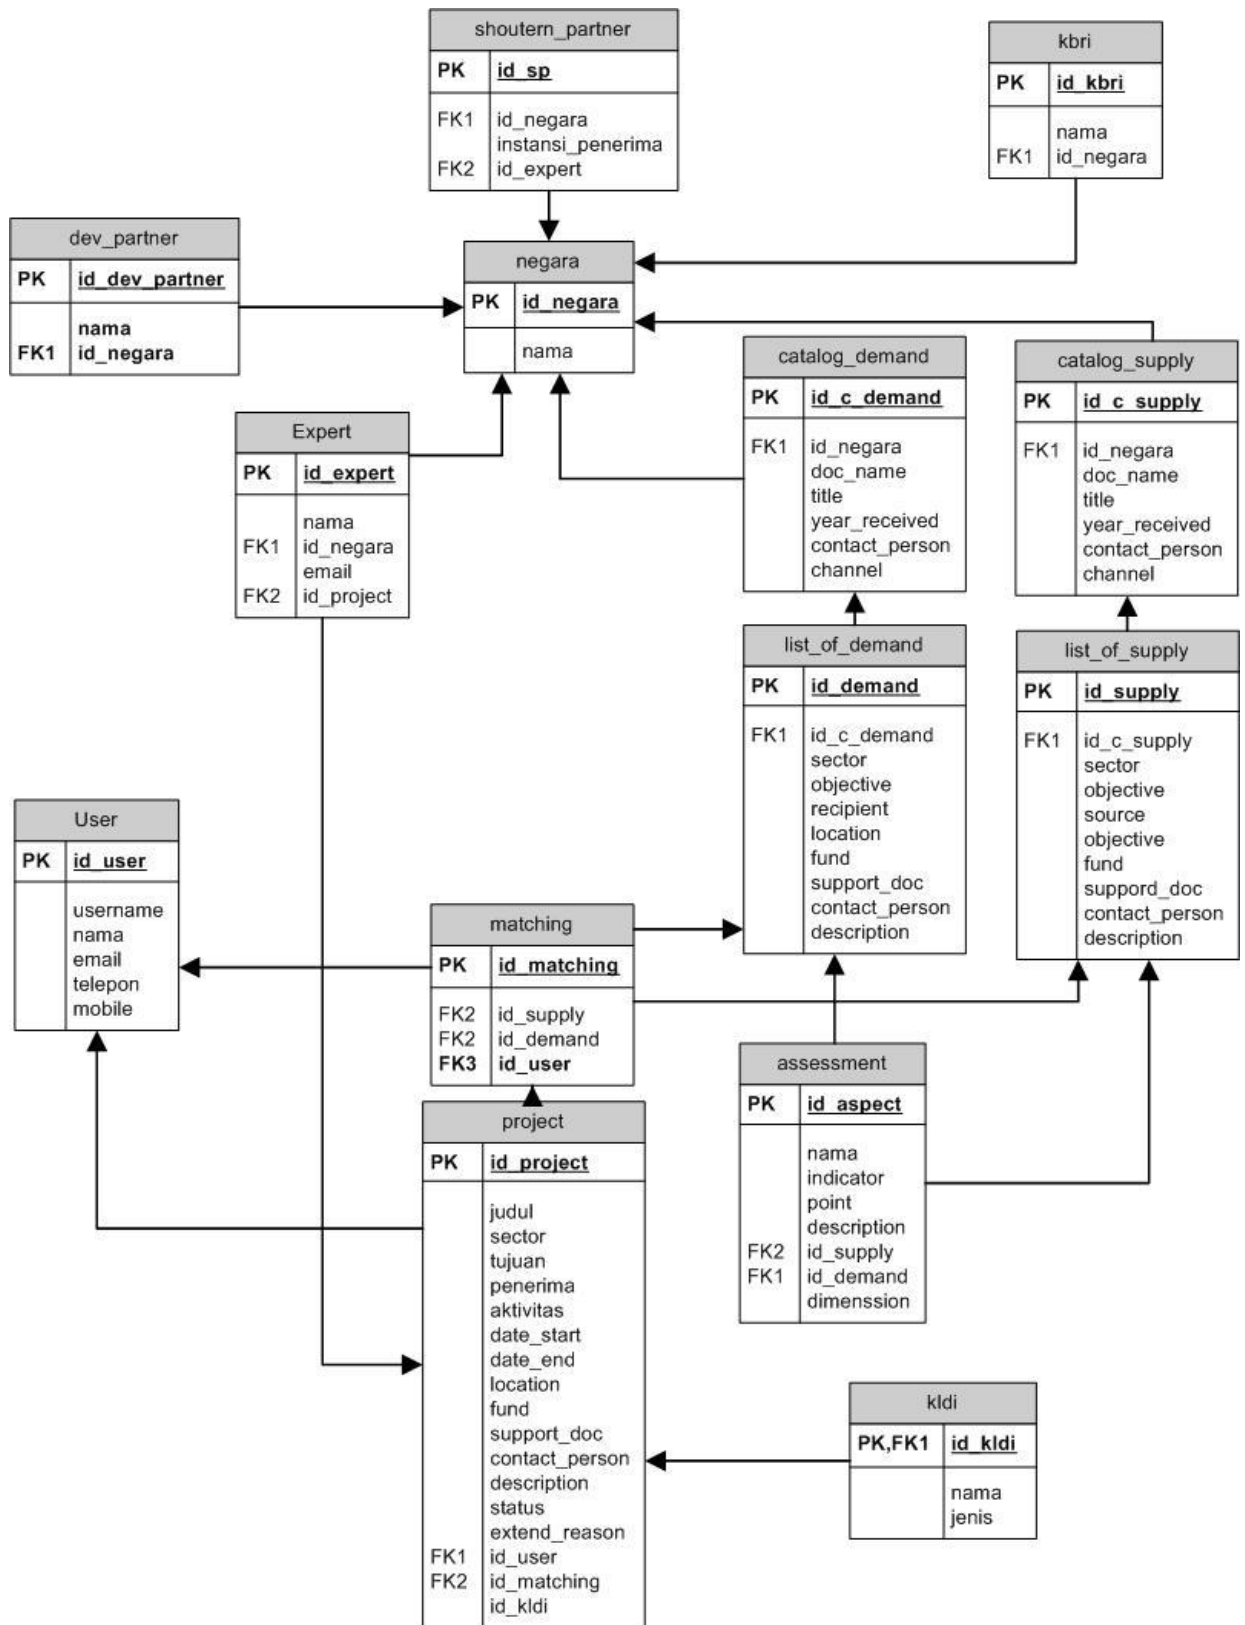 shoutern_partner
PK id_sp
FK1 id_negara
instansi_penerima
FK2 id_expert
kbri
PK id_kbri
nama
FK1 id_negara
dev_partner
PK id_dev_partner
nama
FK1 id_negara
negara
PK id_negara
nama
catalog_demand
PK id_c_demand
FK1 id_negara
doc_name
title
year_received
contact_person
channel
catalog_supply
PK id_c_supply
FK1 id_negara
doc_name
title
year_received
contact_person
channel
Expert
PK id_expert
nama
FK1 id_negara
email
FK2 id_project
list_of_demand
PK id_demand
FK1 id_c_demand
sector
objective
recipient
location
fund
support_doc
contact_person
description
list_of_supply
PK id_supply
FK1 id_c_supply
sector
objective
source
objective
fund
suppord_doc
contact_person
description
User
PK id_user
username
nama
email
telepon
mobile
matching
PK id_matching
FK2 id_supply
FK2 id_demand
FK3 id_user
assessment
PK id_aspect
nama
indicator
point
description
FK2 id_supply
FK1 id_demand
dimenssion
project
PK id_project
judul
sector
tujuan
penerima
aktivitas
date_start
date_end
location
fund
support_doc
contact_person
description
status
extend_reason
FK1 id_user
FK2 id_matching
id_kldi
kldi
PK,FK1 id_kldi
nama
jenis